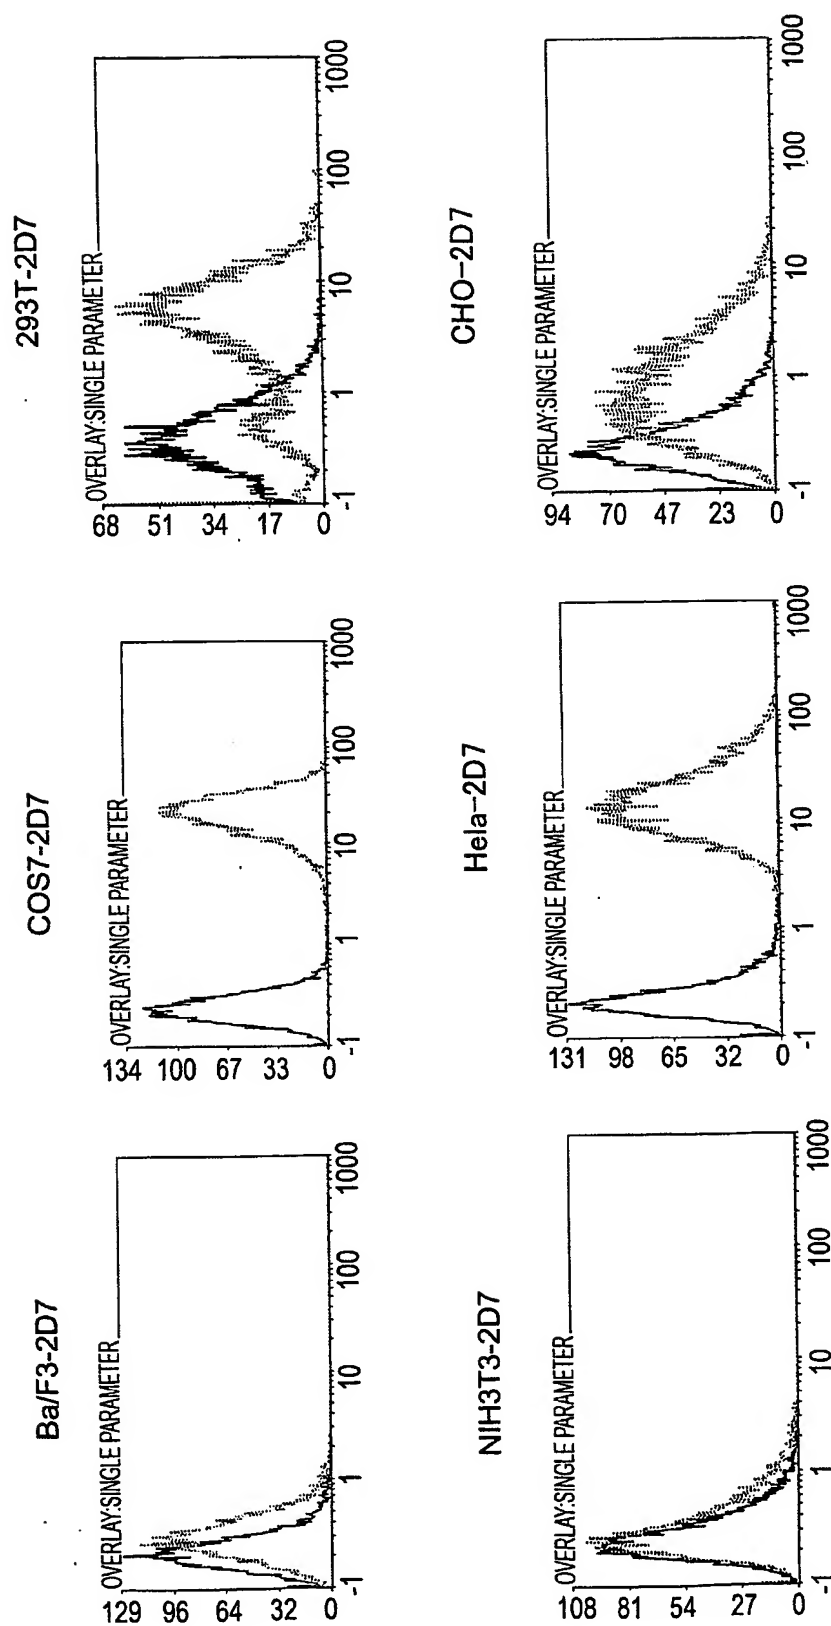 Ba/F3-2D7
OVERLAY:SINGLE PARAMETER
129
96
64
32
0
-1 1 10 100 1000
COS7-2D7
OVERLAY:SINGLE PARAMETER
134
100
67
33
0
-1 1 10 100 1000
293T-2D7
OVERLAY:SINGLE PARAMETER
68
51
34
17
0
-1 1 10 100 1000
NIH3T3-2D7
OVERLAY:SINGLE PARAMETER
108
81
54
27
0
-1 1 10 100 1000
Hela-2D7
OVERLAY:SINGLE PARAMETER
131
98
65
32
0
-1 1 10 100 1000
CHO-2D7
OVERLAY:SINGLE PARAMETER
94
70
47
23
0
-1 1 10 100 1000